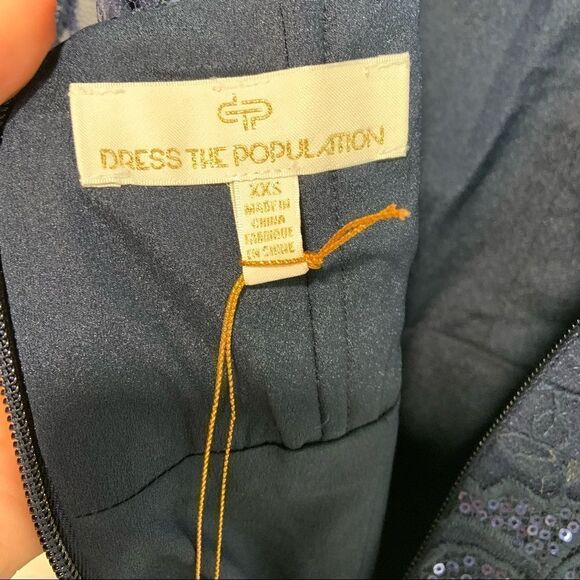 DRESS THE POPULATION
XXS
MADE IN
CHINA
FABRIQUE
EN CHINE